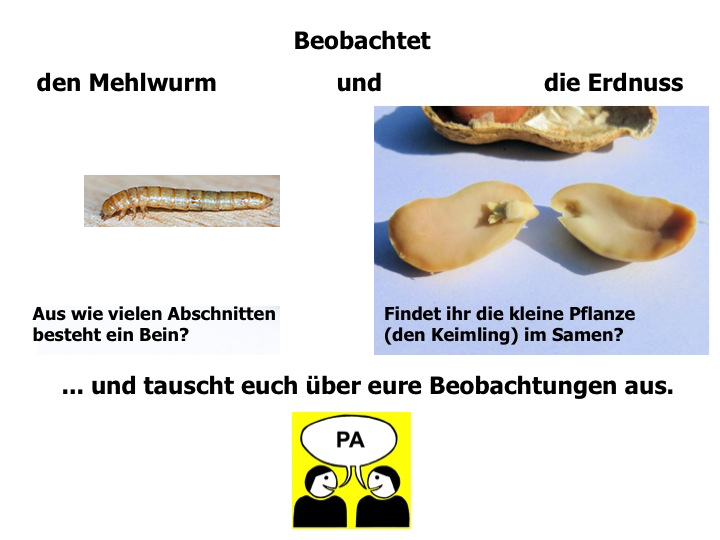 Beobachtet
den Mehlwurm und die Erdnuss
Aus wie vielen Abschnitten
besteht ein Bein?
Findet ihr die kleine Pflanze
(den Keimling) im Samen?
... und tauscht euch über eure Beobachtungen aus.
PA